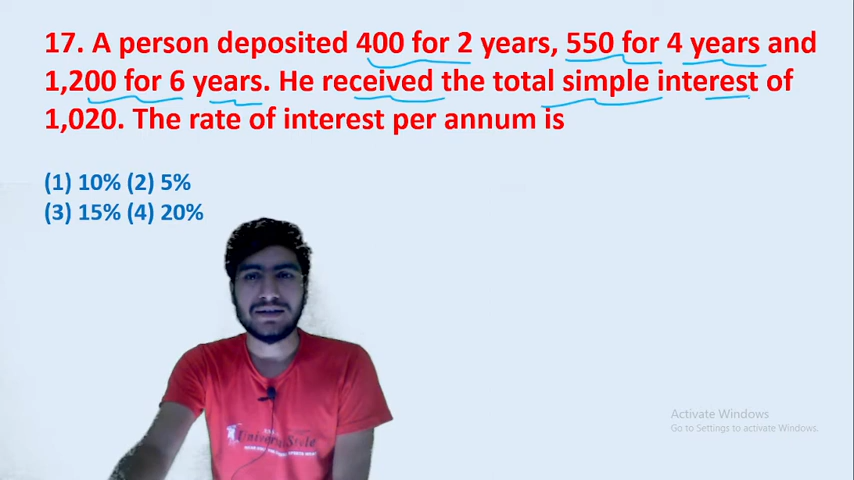 17. A person deposited 400 for 2 years, 550 for 4 years and
1,200 for 6 years. He received the total simple interest of
1,020. The rate of interest per annum is
(1) 10% (2) 5%
(3) 15% (4) 20%
Activate Windows
Go to Settings to activate Windows.